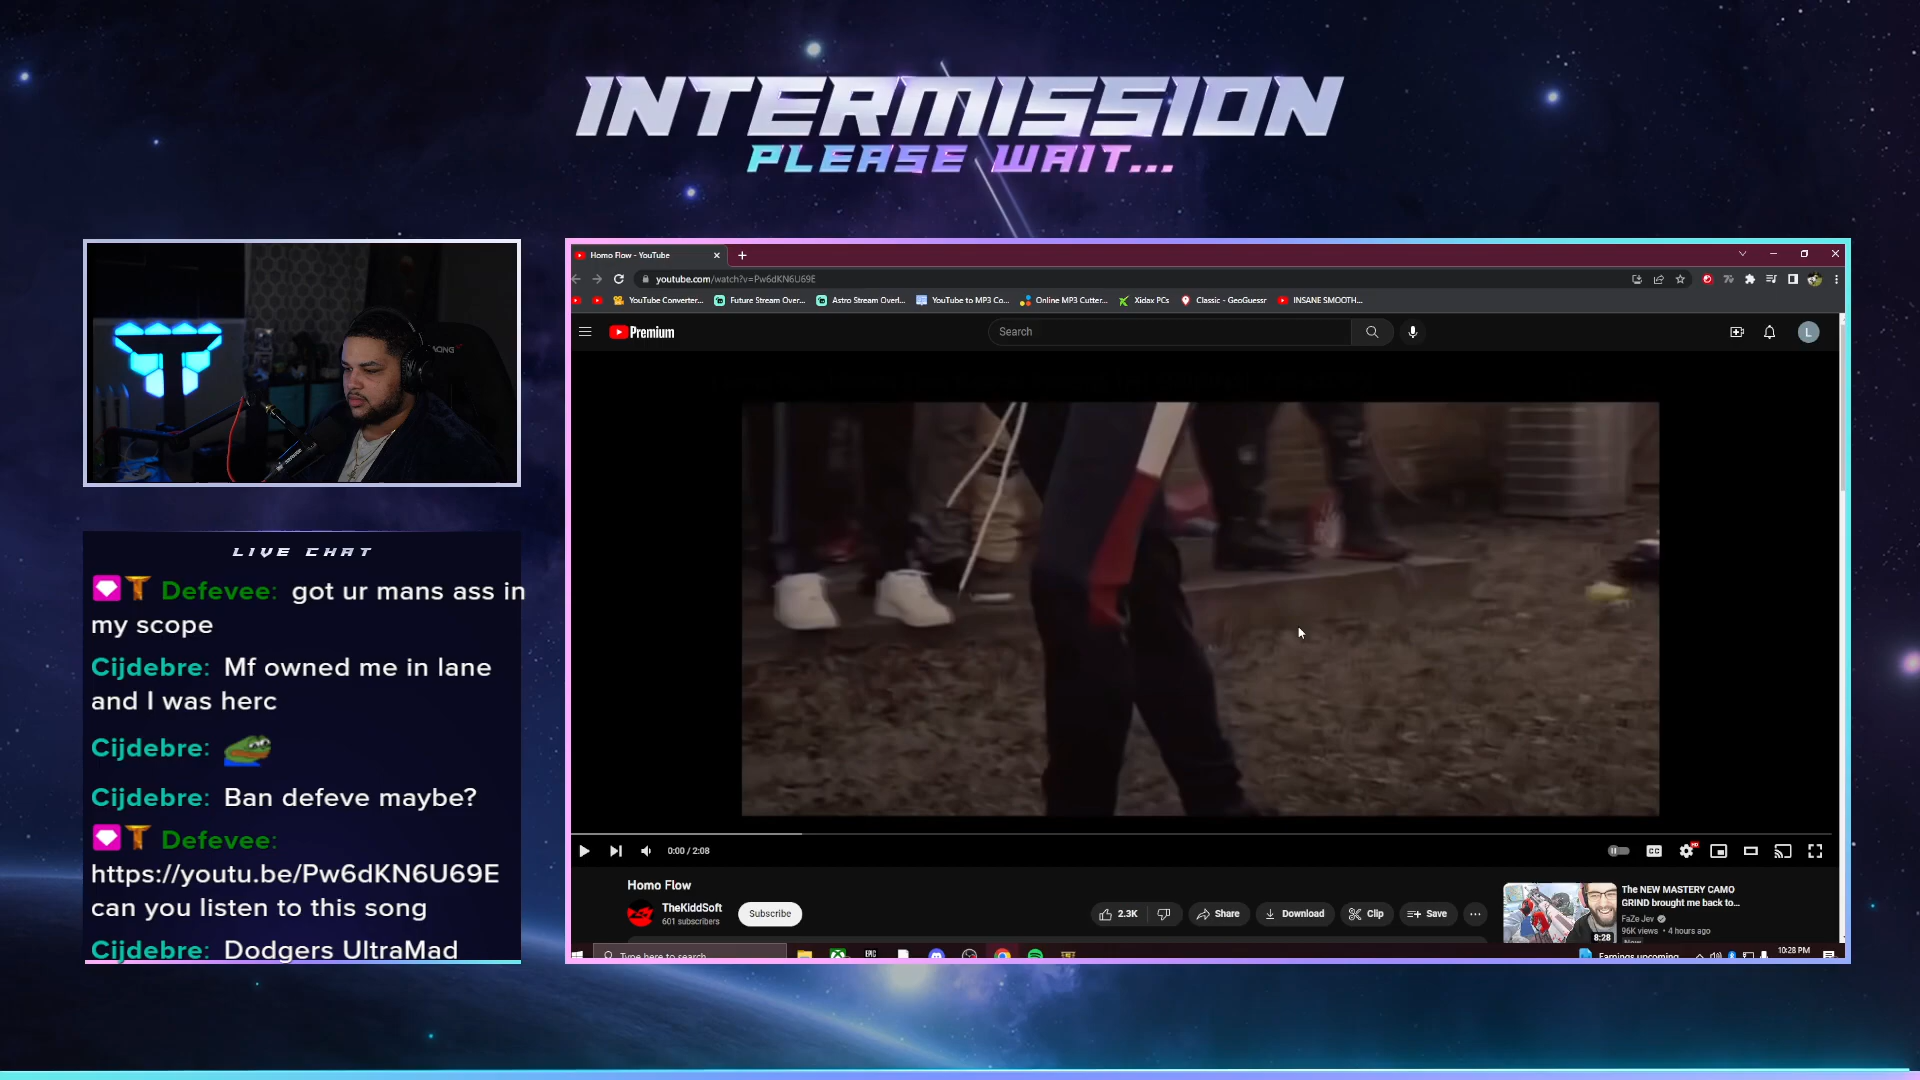 INTERMISSION
PLEASE WAIT...
LIVE CHAT
Defevee: got ur mans ass in
my scope
Cijdebre: Mf owned me in lane
and I was herc
Cijdebre:
Cijdebre: Ban defeve maybe?
Defevee:
https://youtu.be/Pw6dKN6U69E
can you listen to this song
Cijdebre: Dodgers UltraMad
Homo Flow - YouTube
youtube.com/watch?v=Pw6dKN6U69E
YouTube Converter... Future Stream Over... Astro Stream Overl... YouTube to MP3 Co... Online MP3 Cutter... Xidax PCs Classic - GeoGuessr INSANE SMOOTH...
Premium
Search
L
0:00 / 2:08
CC
HD
Homo Flow
TheKiddSoft
601 subscribers
Subscribe
2.3K
Share
Download
Clip
Save
The NEW MASTERY CAMO
GRIND brought me back to...
FaZe Jev
96K views • 4 hours ago
New
8:28
Type here to search
EPIC
Earnings upcoming
10:28 PM